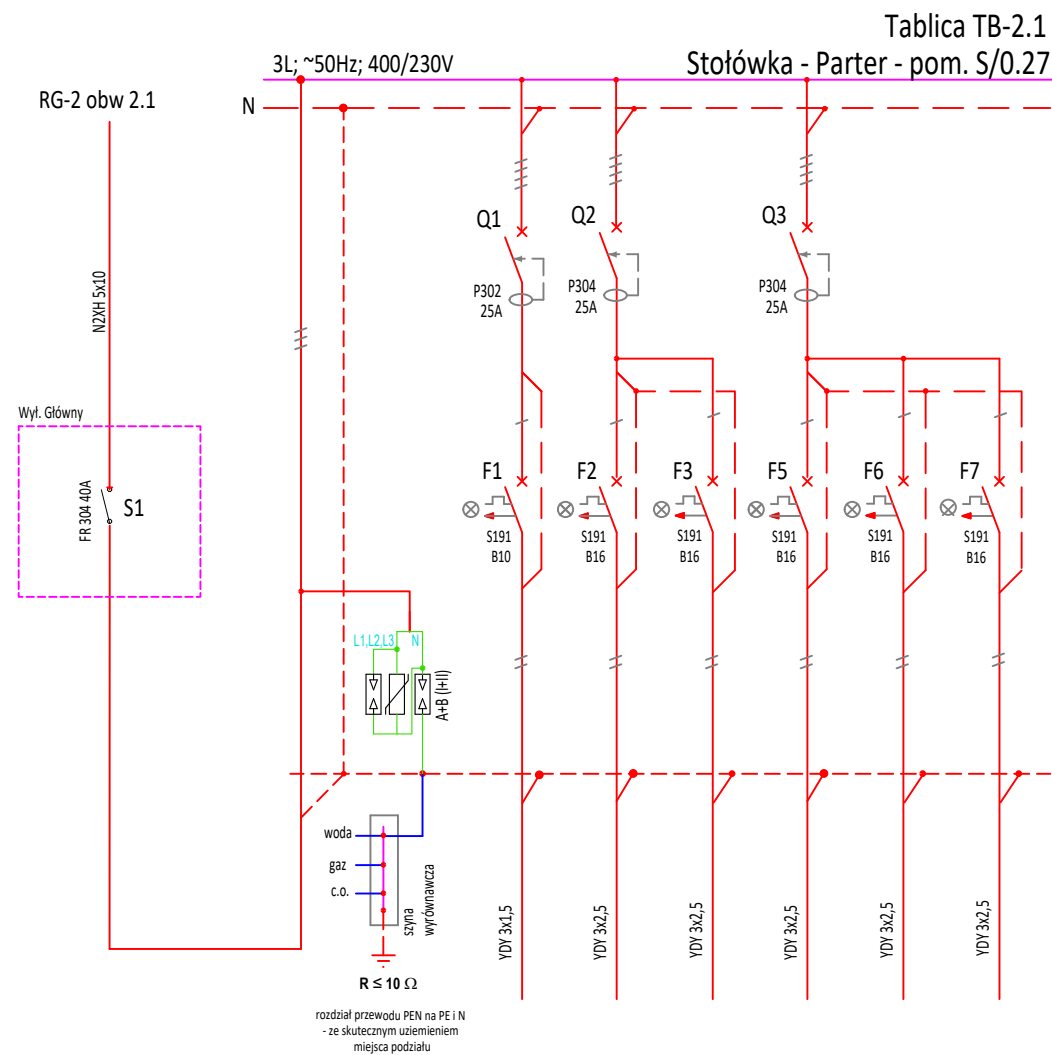 Tablica TB-2.1
Stołówka - Parter - pom. S/0.27
3L; ~50Hz; 400/230V
RG-2 obw 2.1
N
N2XH 5x10
Wył. Główny
FR 304 40A
S1
Q1
P302
25A
Q2
P304
25A
Q3
P304
25A
F1
S191
B10
F2
S191
B16
F3
S191
B16
F5
S191
B16
F6
S191
B16
F7
S191
B16
L1,L2,L3
N
A+B (I+II)
woda
gaz
c.o.
szyna
wyrównawcza
R ≤ 10 Ω
rozdział przewodu PEN na PE i N
- ze skutecznym uziemieniem
miejsca podziału
YDY 3x1,5
YDY 3x2,5
YDY 3x2,5
YDY 3x2,5
YDY 3x2,5
YDY 3x2,5